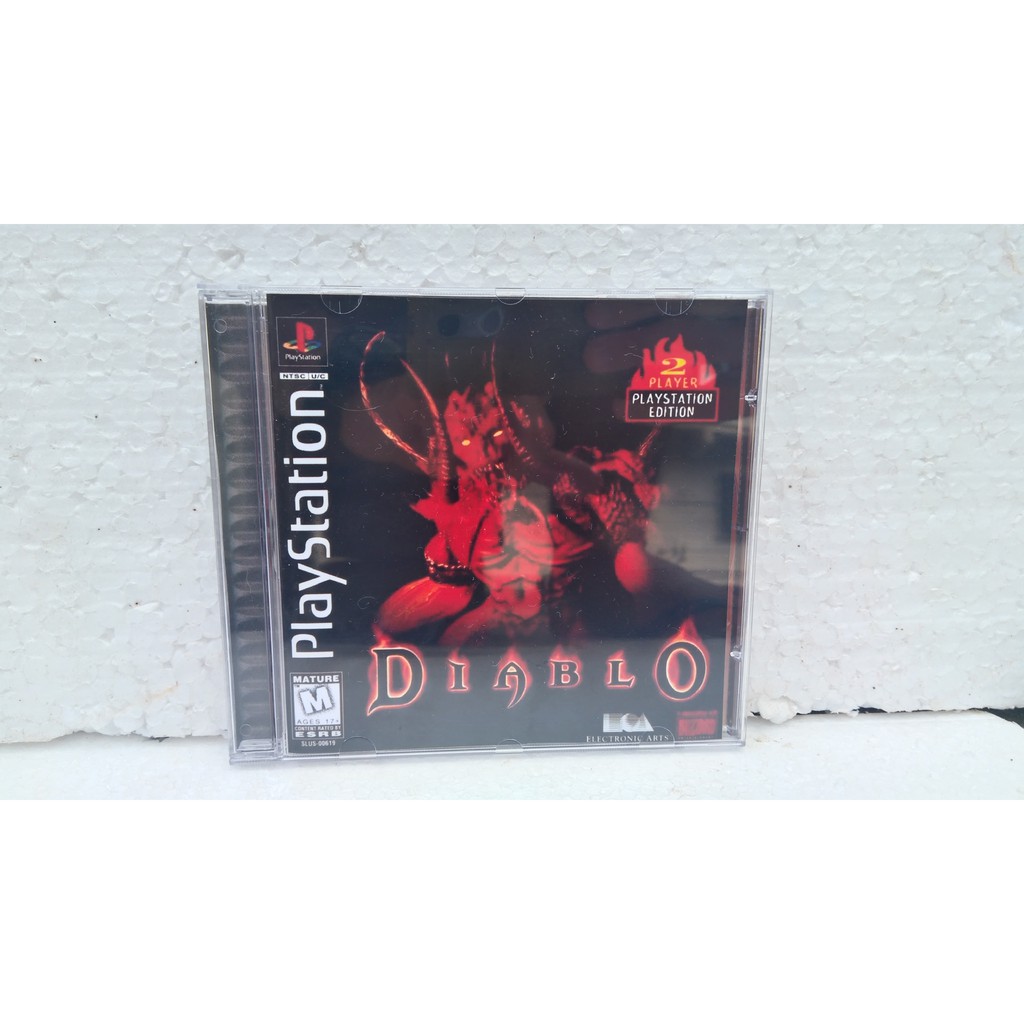 PlayStation
NTSC U/C
PlayStation
2
PLAYER
PLAYSTATION
EDITION
DIABLO
MATURE
M
AGES 17+
CONTENT RATED BY
ESRB
SLUS-00619
ELECTRONIC ARTS